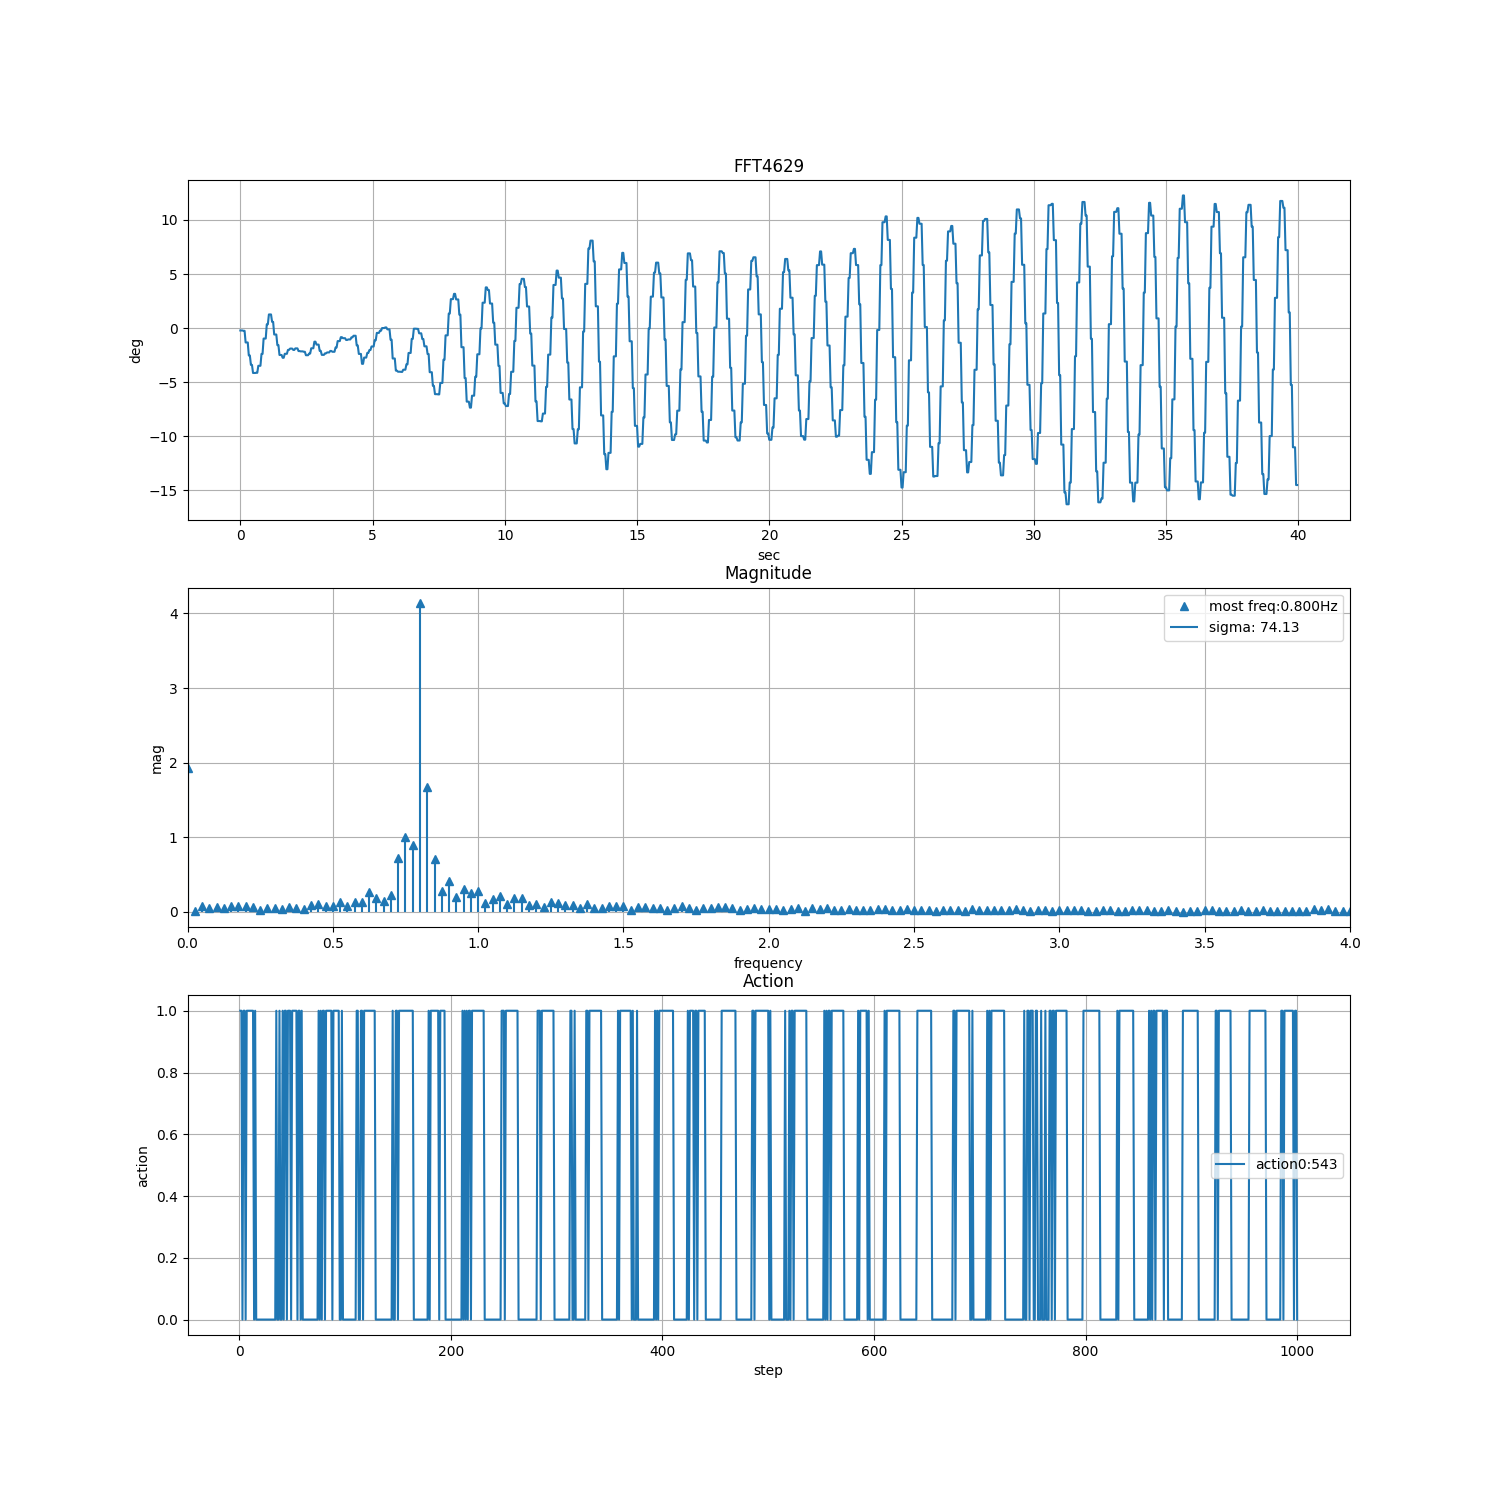 FFT4629
10
5
0
−5
−10
−15
deg
0 5 10 15 20 25 30 35 40
sec
Magnitude
most freq:0.800Hz
sigma: 74.13
4
3
2
1
0
mag
0.0 0.5 1.0 1.5 2.0 2.5 3.0 3.5 4.0
frequency
Action
1.0
0.8
0.6
0.4
0.2
0.0
action
action0:543
0 200 400 600 800 1000
step